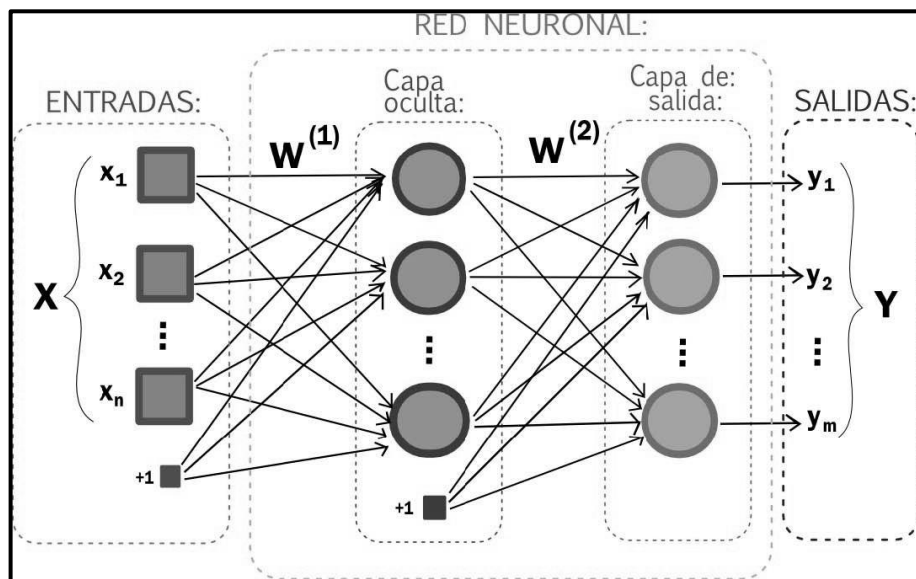 RED NEURONAL:
ENTRADAS:
Capa
oculta:
Capa de:
salida:
SALIDAS:
W(1)
W(2)
x1
x2
xn
X
+1
+1
y1
y2
ym
Y